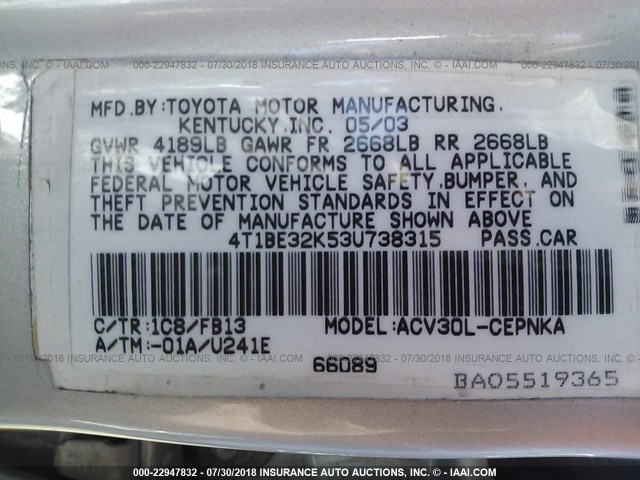 000-22947832 - 07/30/2018 INSURANCE AUTO AUCTIONS, INC. © - IAAI.COM
MFD.BY:TOYOTA MOTOR MANUFACTURING,
KENTUCKY,INC. 05/03
GVWR 4189LB GAWR FR 2668LB RR 2668LB
THIS VEHICLE CONFORMS TO ALL APPLICABLE
FEDERAL MOTOR VEHICLE SAFETY,BUMPER, AND
THEFT PREVENTION STANDARDS IN EFFECT ON
THE DATE OF MANUFACTURE SHOWN ABOVE
4T1BE32K53U738315 PASS.CAR
C/TR:1C8/FB13 MODEL:ACV30L-CEPNKA
A/TM:-01A/U241E
66089
BA05519365
000-22947832 - 07/30/2018 INSURANCE AUTO AUCTIONS, INC. © - IAAI.COM